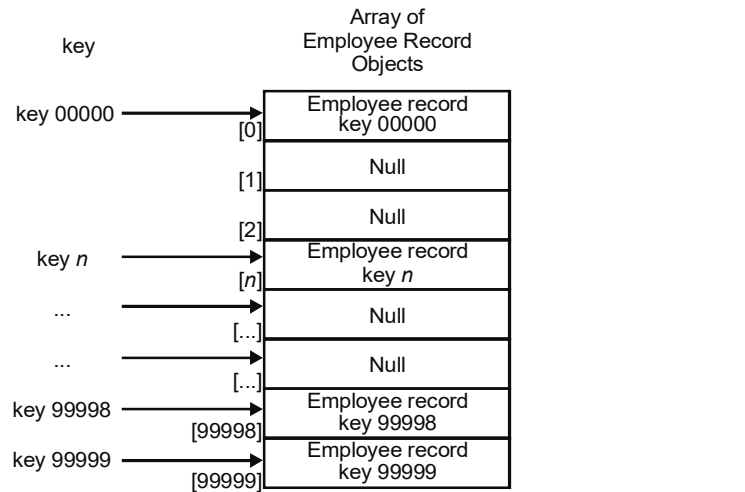 key
Array of
Employee Record
Objects
key 00000
[0]
Employee record
key 00000
[1]
Null
[2]
Null
key n
[n]
Employee record
key n
...
[...]
Null
...
[...]
Null
key 99998
[99998]
Employee record
key 99998
key 99999
[99999]
Employee record
key 99999